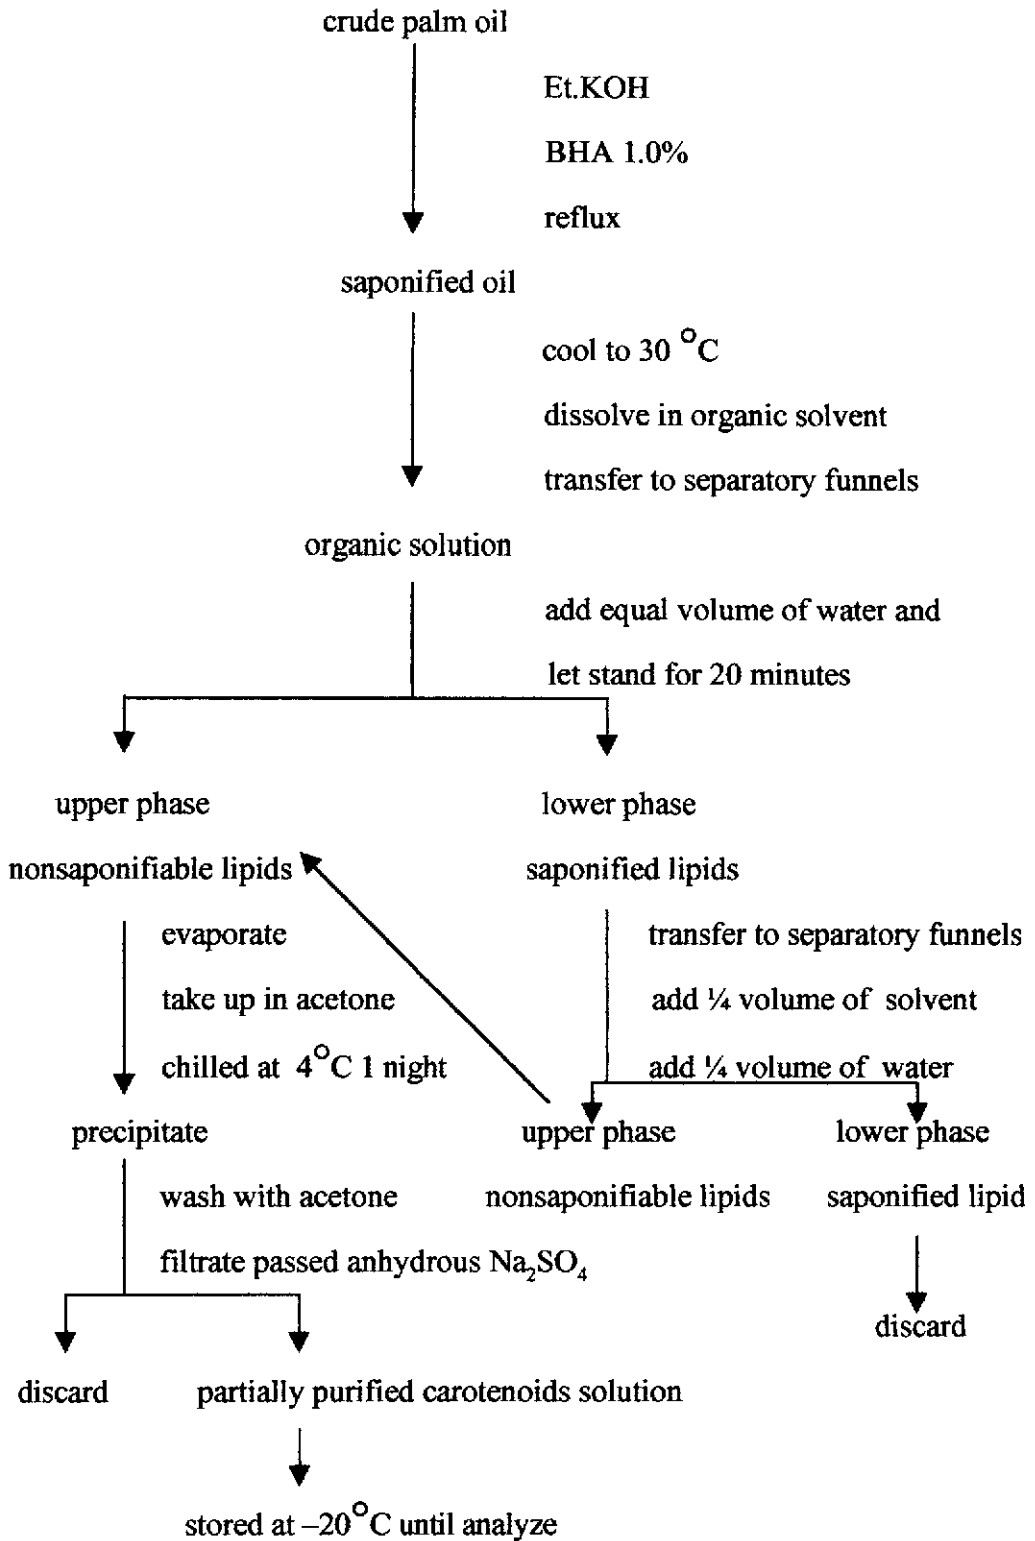 crude palm oil
Et.KOH
BHA 1.0%
reflux
saponified oil
cool to 30 °C
dissolve in organic solvent
transfer to separatory funnels
organic solution
add equal volume of water and
let stand for 20 minutes
upper phase
nonsaponifiable lipids
lower phase
saponified lipids
evaporate
take up in acetone
chilled at 4°C 1 night
transfer to separatory funnels
add ¼ volume of solvent
add ¼ volume of water
precipitate
upper phase
nonsaponifiable lipids
lower phase
saponified lipid
wash with acetone
filtrate passed anhydrous Na₂SO₄
discard
discard
partially purified carotenoids solution
stored at –20°C until analyze